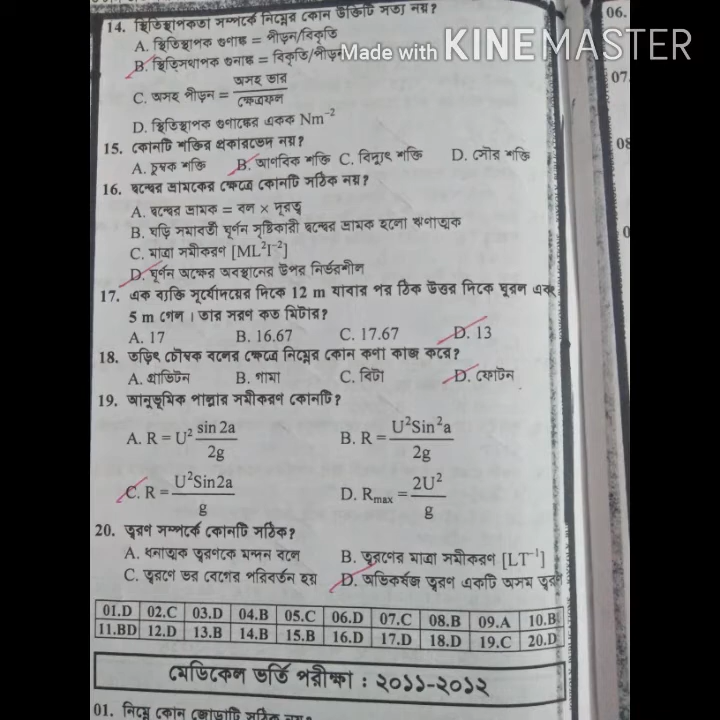 14. স্থিতিস্থাপকতা সম্পর্কে নিম্নের কোন উক্তিটি সত্য নয়?
A. স্থিতিস্থাপক গুণাঙ্ক = পীড়ন/বিকৃতি
B. স্থিতিস্থাপক গুনাঙ্ক = বিকৃতি/পীড়ন
Made with KINEMASTER
C. অসহ পীড়ন = অসহ ভার / ক্ষেত্রফল
D. স্থিতিস্থাপক গুণাঙ্কের একক Nm⁻²
15. কোনটি শক্তির প্রকারভেদ নয়?
A. চুম্বক শক্তি B. আণবিক শক্তি C. বিদ্যুৎ শক্তি D. সৌর শক্তি
16. দ্বন্দ্বের ভ্রামকের ক্ষেত্রে কোনটি সঠিক নয়?
A. দ্বন্দ্বের ভ্রামক = বল × দূরত্ব
B. ঘড়ি সমাবর্তী ঘূর্ণন সৃষ্টিকারী দ্বন্দ্বের ভ্রামক হলো ঋণাত্মক
C. মাত্রা সমীকরণ [ML²T⁻²]
D. ঘূর্ণন অক্ষের অবস্থানের উপর নির্ভরশীল
17. এক ব্যক্তি সূর্যোদয়ের দিকে 12 m যাবার পর ঠিক উত্তর দিকে ঘুরল এবং
5 m গেল। তার সরণ কত মিটার?
A. 17 B. 16.67 C. 17.67 D. 13
18. তড়িৎ চৌম্বক বলের ক্ষেত্রে নিম্নের কোন কণা কাজ করে?
A. গ্রাভিটন B. গামা C. বিটা D. ফোটন
19. আনুভূমিক পাল্লার সমীকরণ কোনটি?
A. R = U² sin 2a / 2g B. R = U²Sin²a / 2g
C. R = U²Sin2a / g D. Rmax = 2U² / g
20. ত্বরণ সম্পর্কে কোনটি সঠিক?
A. ধনাত্মক ত্বরণকে মন্দন বলে B. ত্বরণের মাত্রা সমীকরণ [LT⁻¹]
C. ত্বরণে ভর বেগের পরিবর্তন হয় D. অভিকর্ষজ ত্বরণ একটি অসম ত্বরণ
01.D 02.C 03.D 04.B 05.C 06.D 07.C 08.B 09.A 10.B
11.BD 12.D 13.B 14.B 15.B 16.D 17.D 18.D 19.C 20.D
মেডিকেল ভর্তি পরীক্ষা : ২০১১-২০১২
01. নিম্নে কোন জোড়াটি সঠিক নয়?
06.
07.
08